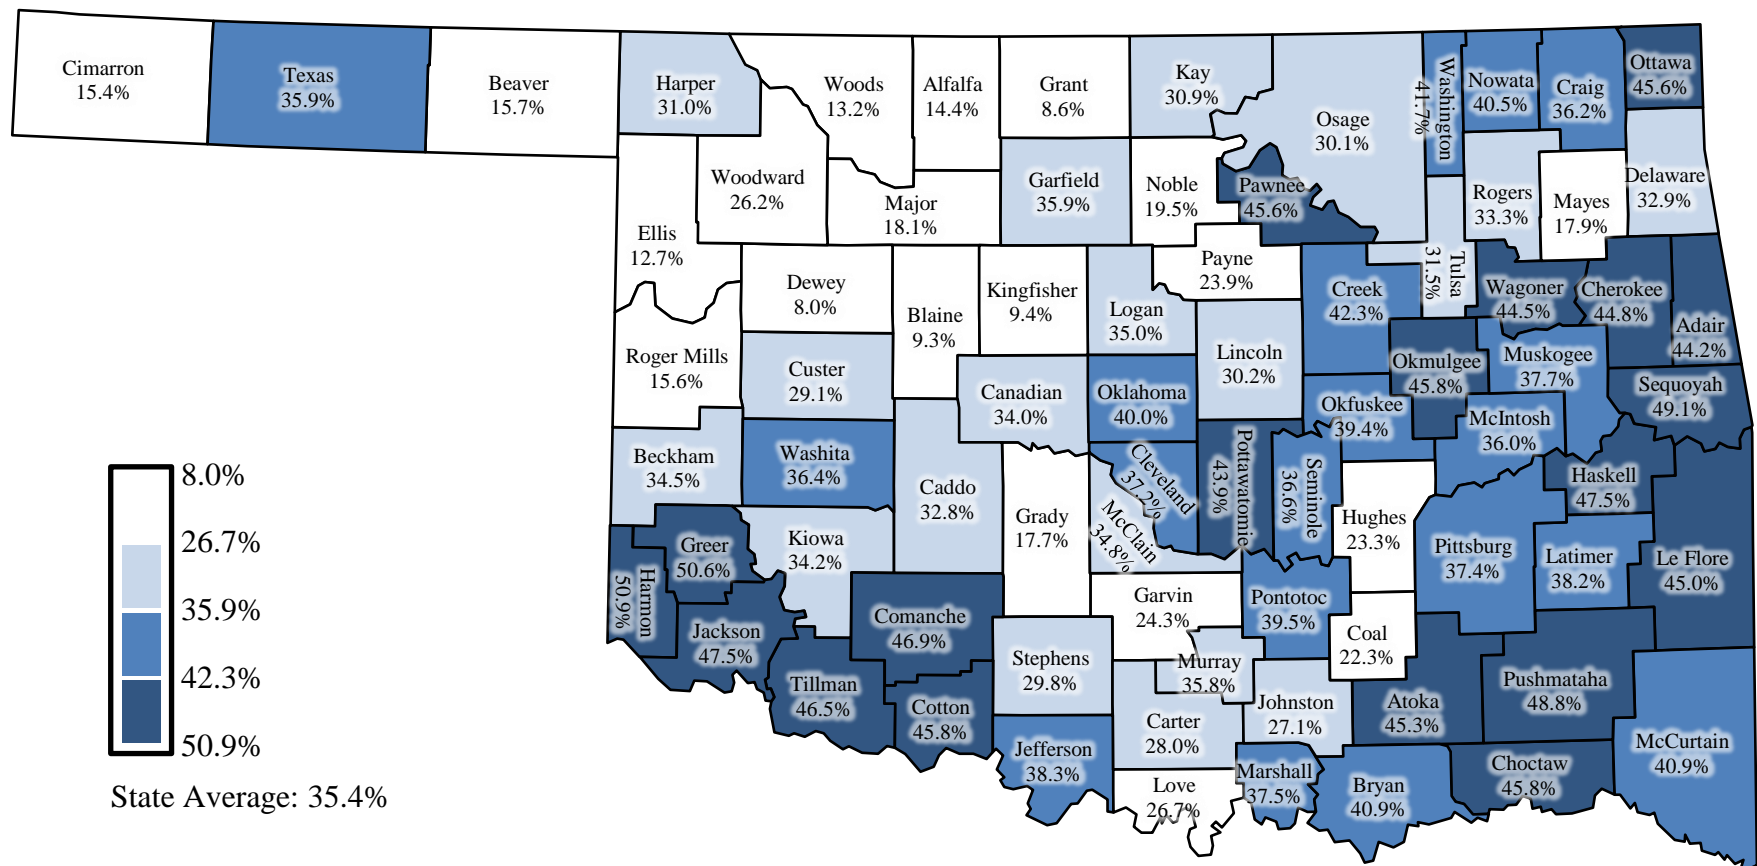 Cimarron
15.4%
Texas
35.9%
Beaver
15.7%
Harper
31.0%
Woods
13.2%
Alfalfa
14.4%
Grant
8.6%
Kay
30.9%
Osage
30.1%
Washington
41.7%
Nowata
40.5%
Craig
36.2%
Ottawa
45.6%
Woodward
26.2%
Major
18.1%
Garfield
35.9%
Noble
19.5%
Pawnee
45.6%
Rogers
33.3%
Mayes
17.9%
Delaware
32.9%
Ellis
12.7%
Dewey
8.0%
Blaine
9.3%
Kingfisher
9.4%
Logan
35.0%
Payne
23.9%
Creek
42.3%
Tulsa
31.5%
Wagoner
44.5%
Cherokee
44.8%
Adair
44.2%
Roger Mills
15.6%
Custer
29.1%
Canadian
34.0%
Oklahoma
40.0%
Lincoln
30.2%
Okmulgee
45.8%
Muskogee
37.7%
Sequoyah
49.1%
Okfuskee
39.4%
McIntosh
36.0%
Beckham
34.5%
Washita
36.4%
Caddo
32.8%
Grady
17.7%
Cleveland
37.2%
McClain
34.8%
Pottawatomie
43.9%
Seminole
36.6%
Hughes
23.3%
Haskell
47.5%
Pittsburg
37.4%
Latimer
38.2%
Le Flore
45.0%
Greer
50.6%
Kiowa
34.2%
Harmon
50.9%
Jackson
47.5%
Comanche
46.9%
Garvin
24.3%
Pontotoc
39.5%
Coal
22.3%
Stephens
29.8%
Murray
35.8%
Tillman
46.5%
Cotton
45.8%
Carter
28.0%
Johnston
27.1%
Atoka
45.3%
Pushmataha
48.8%
Jefferson
38.3%
Love
26.7%
Marshall
37.5%
Bryan
40.9%
Choctaw
45.8%
McCurtain
40.9%
8.0%
26.7%
35.9%
42.3%
50.9%
State Average: 35.4%